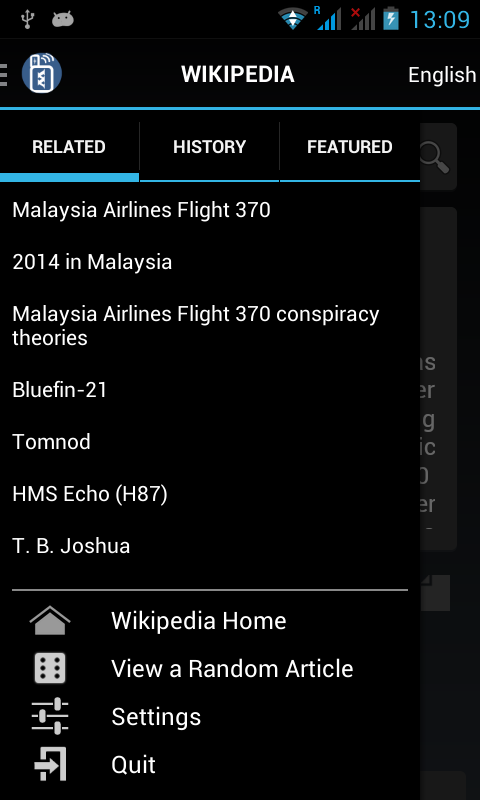 R
13:09
WIKIPEDIA
English
RELATED
HISTORY
FEATURED
Malaysia Airlines Flight 370
2014 in Malaysia
Malaysia Airlines Flight 370 conspiracy
theories
Bluefin-21
Tomnod
HMS Echo (H87)
T. B. Joshua
Wikipedia Home
View a Random Article
Settings
Quit